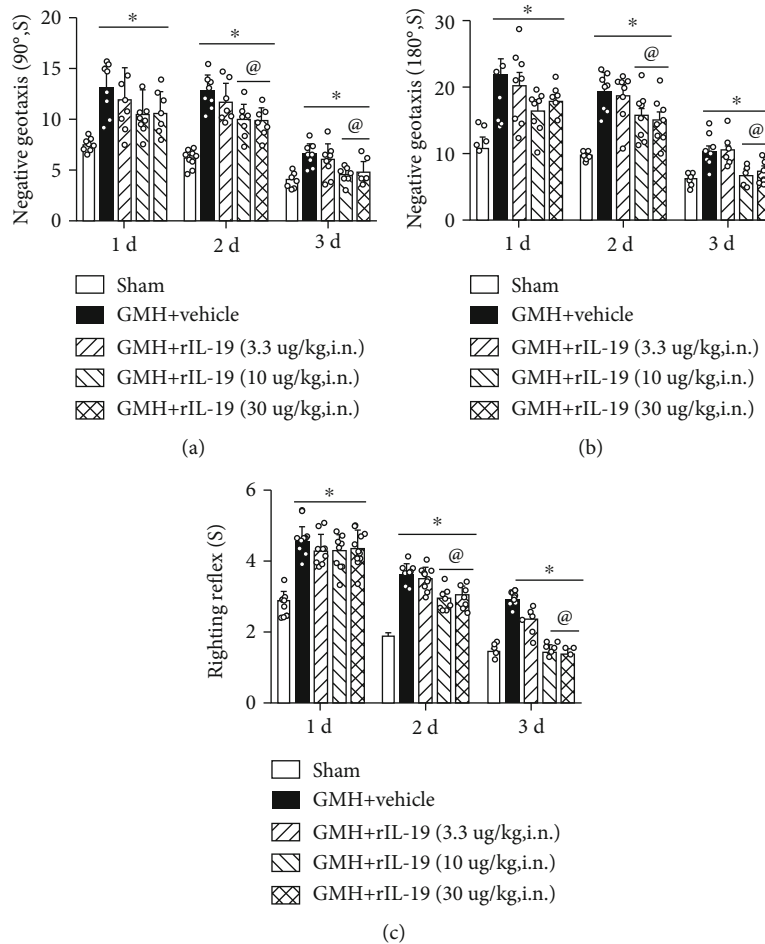 Negative geotaxis (90°,S)
20
15
10
5
0
*
*
@
*
@
1 d
2 d
3 d
Sham
GMH+vehicle
GMH+rIL-19 (3.3 ug/kg,i.n.)
GMH+rIL-19 (10 ug/kg,i.n.)
GMH+rIL-19 (30 ug/kg,i.n.)
(a)
Negative geotaxis (180°,S)
30
20
10
0
*
*
@
*
@
1 d
2 d
3 d
Sham
GMH+vehicle
GMH+rIL-19 (3.3 ug/kg,i.n.)
GMH+rIL-19 (10 ug/kg,i.n.)
GMH+rIL-19 (30 ug/kg,i.n.)
(b)
Righting reflex (S)
6
4
2
0
*
*
@
*
@
1 d
2 d
3 d
Sham
GMH+vehicle
GMH+rIL-19 (3.3 ug/kg,i.n.)
GMH+rIL-19 (10 ug/kg,i.n.)
GMH+rIL-19 (30 ug/kg,i.n.)
(c)